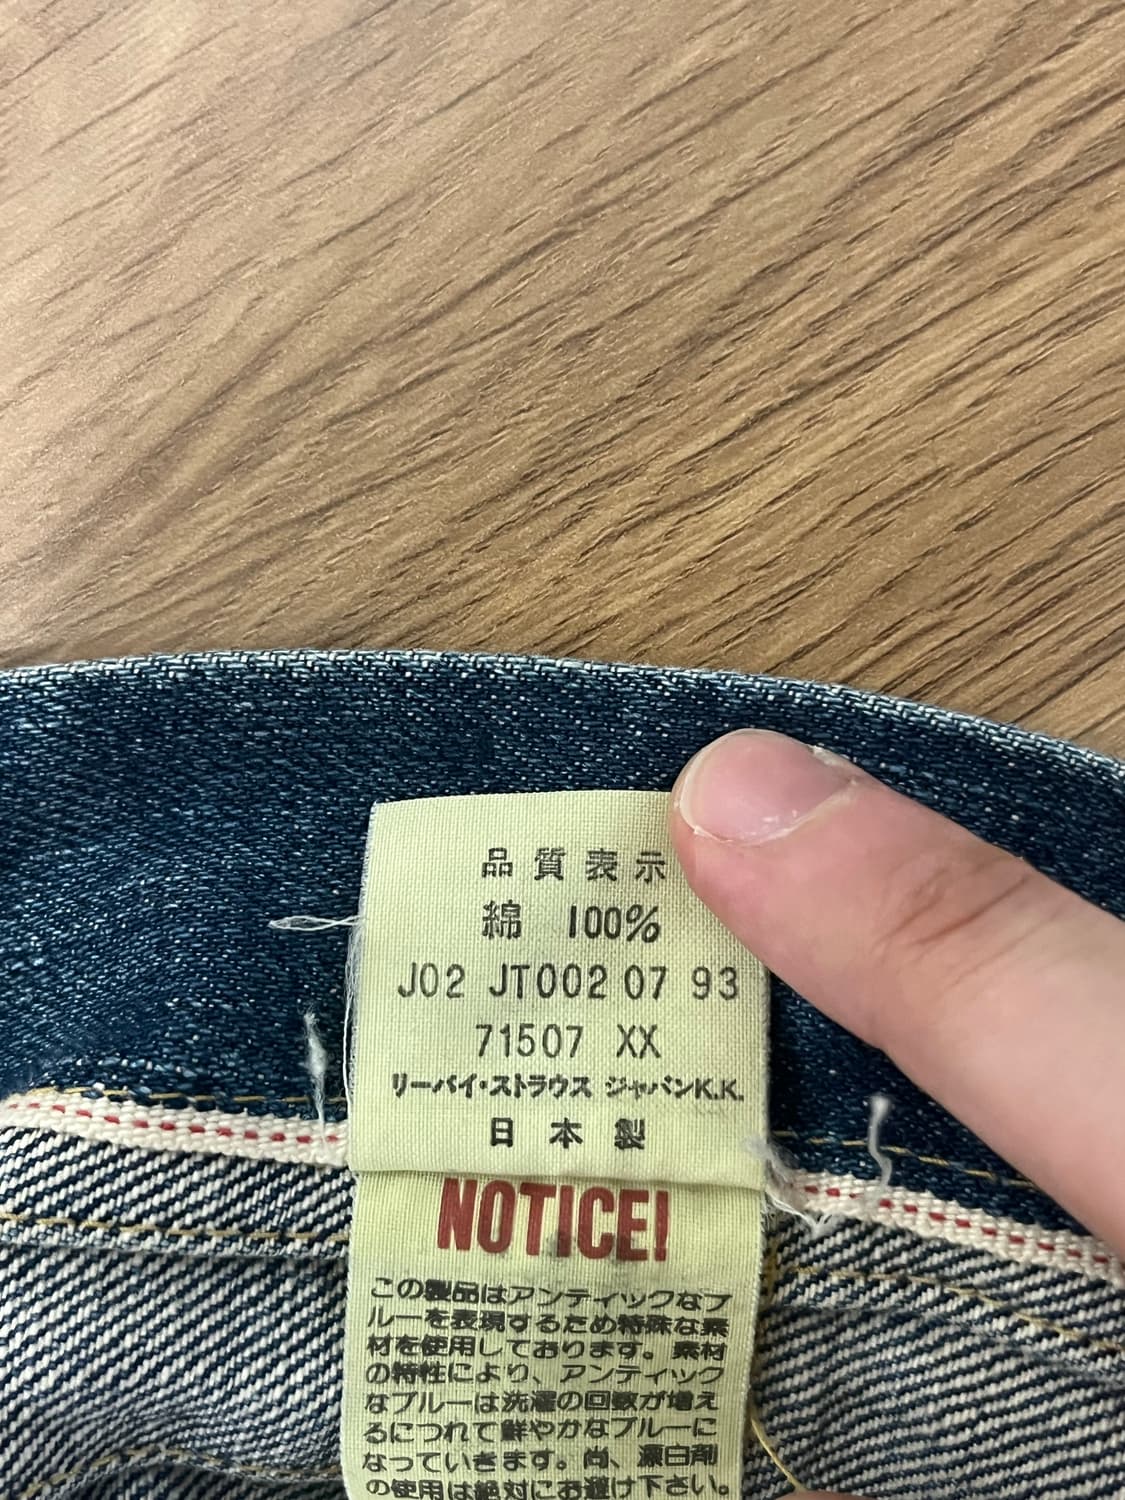 品質表示
綿 100%
J02 JT002 07 93
71507 XX
リーバイ・ストラウス ジャパンK.K.
日本製
NOTICE!
この製品はアンティックなブ
ルーを表現するため特殊な素
材を使用しております。素材
の特性により、アンティック
なブルーは洗濯の回数が増え
るにつれて鮮やかなブルーに
なっていきます。尚、漂白剤
の使用は絶対にお避け下さい。